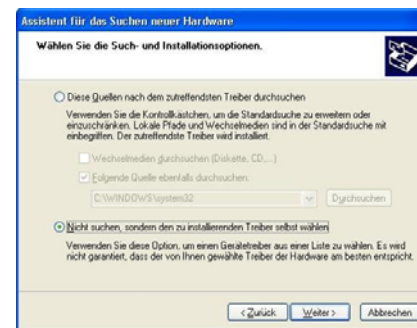 Assistent für das Suchen neuer Hardware
Wählen Sie die Such- und Installationsoptionen.
Diese Quellen nach dem zutreffendsten Treiber durchsuchen
Verwenden Sie die Kontrollkästchen, um die Standardsuche zu erweitern oder
einzuschränken. Lokale Pfade und Wechselmedien sind in der Standardsuche mit
einbegriffen. Der zutreffendste Treiber wird installiert.
Wechselmedien durchsuchen (Diskette, CD,...)
Folgende Quelle ebenfalls durchsuchen:
C:\WINDOWS\system32
Durchsuchen
Nicht suchen, sondern den zu installierenden Treiber selbst wählen
Verwenden Sie diese Option, um einen Gerätetreiber aus einer Liste zu wählen. Es wird
nicht garantiert, dass der von Ihnen gewählte Treiber der Hardware am besten entspricht.
< Zurück Weiter > Abbrechen